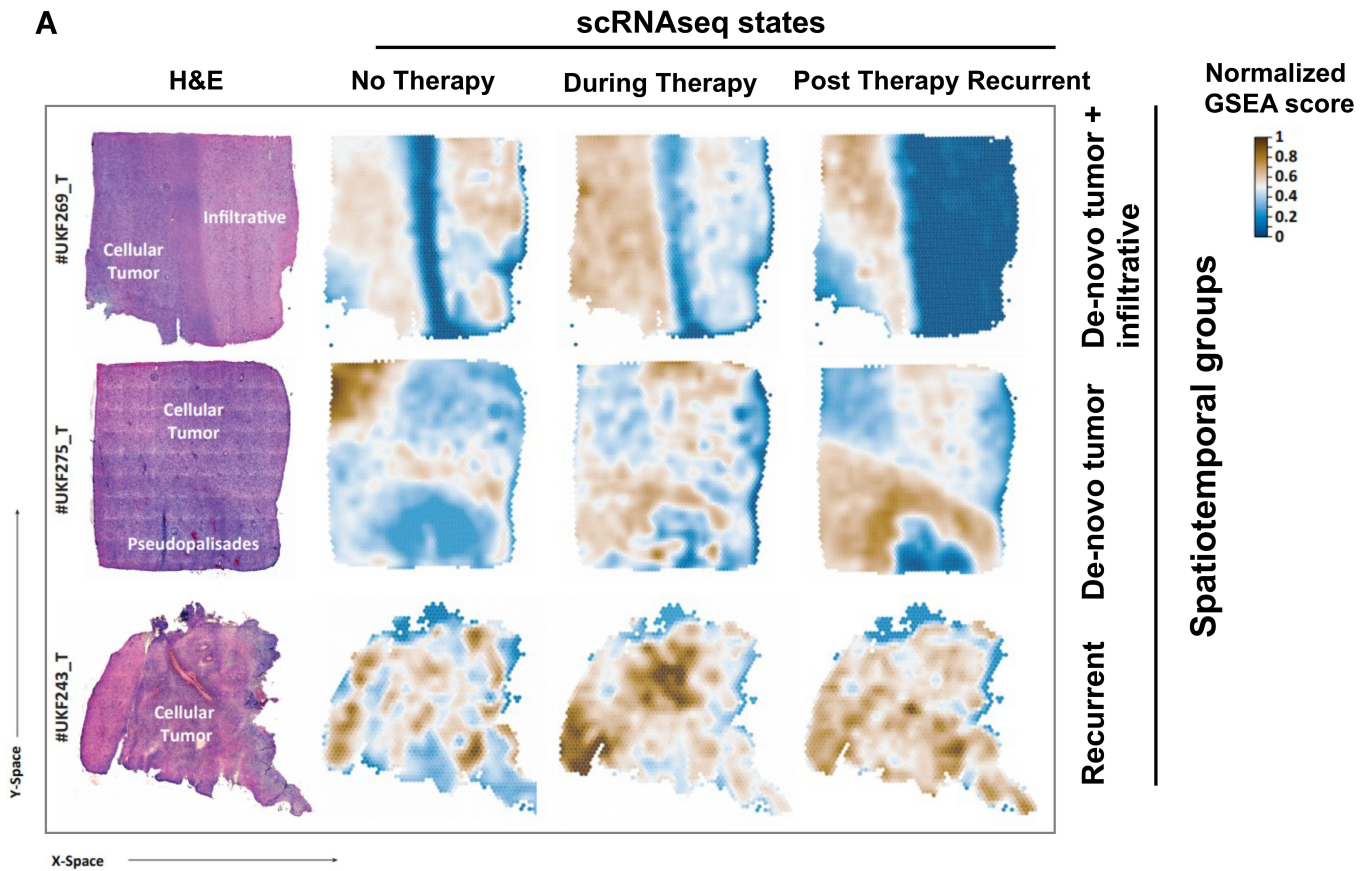 A
scRNAseq states
H&E
No Therapy
During Therapy
Post Therapy Recurrent
Normalized
GSEA score
1
0.8
0.6
0.4
0.2
0
#UKF269_T
Cellular
Tumor
Infiltrative
De-novo tumor +
infiltrative
#UKF275_T
Cellular
Tumor
Pseudopalisades
De-novo tumor
#UKF243_T
Cellular
Tumor
Recurrent
Spatiotemporal groups
Y-Space
X-Space